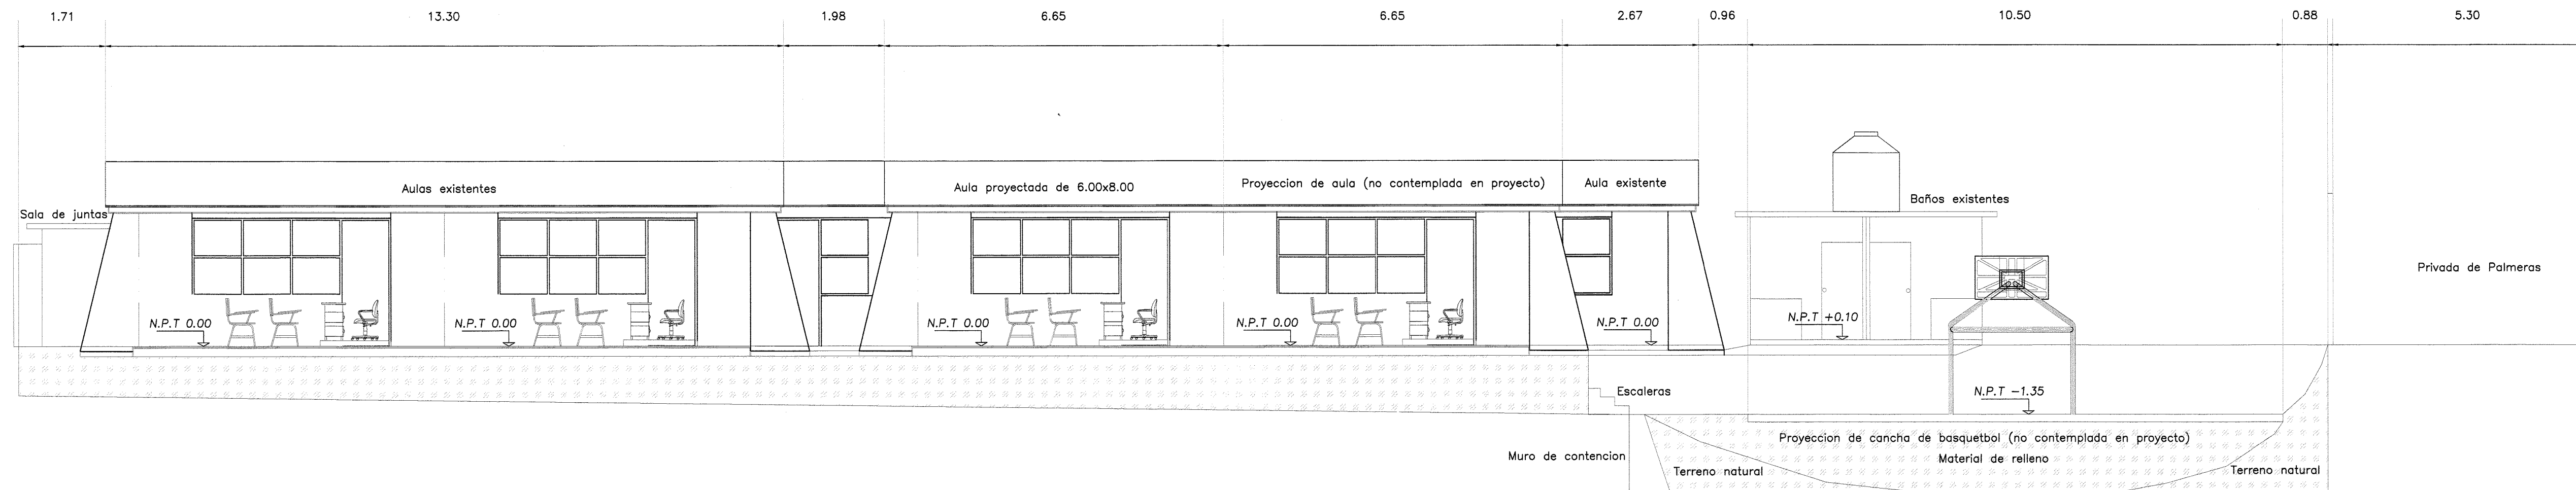 1.71 13.30 1.98 6.65 6.65 2.67 0.96 10.50 0.88 5.30
Aulas existentes
Aula proyectada de 6.00x8.00
Proyeccion de aula (no contemplada en proyecto)
Aula existente
Sala de juntas
Baños existentes
Privada de Palmeras
N.P.T 0.00
N.P.T 0.00
N.P.T 0.00
N.P.T 0.00
N.P.T 0.00
N.P.T +0.10
Escaleras
N.P.T −1.35
Proyeccion de cancha de basquetbol (no contemplada en proyecto)
Muro de contencion
Material de relleno
Terreno natural
Terreno natural